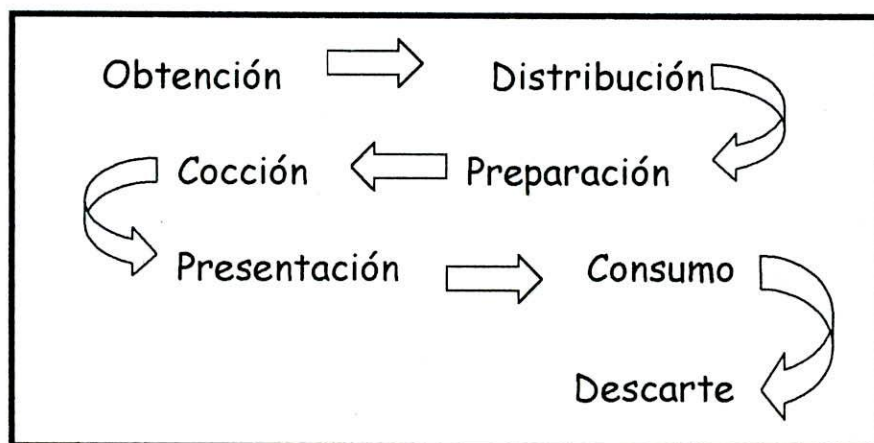 Obtención Distribución
Cocción Preparación
Presentación Consumo
Descarte